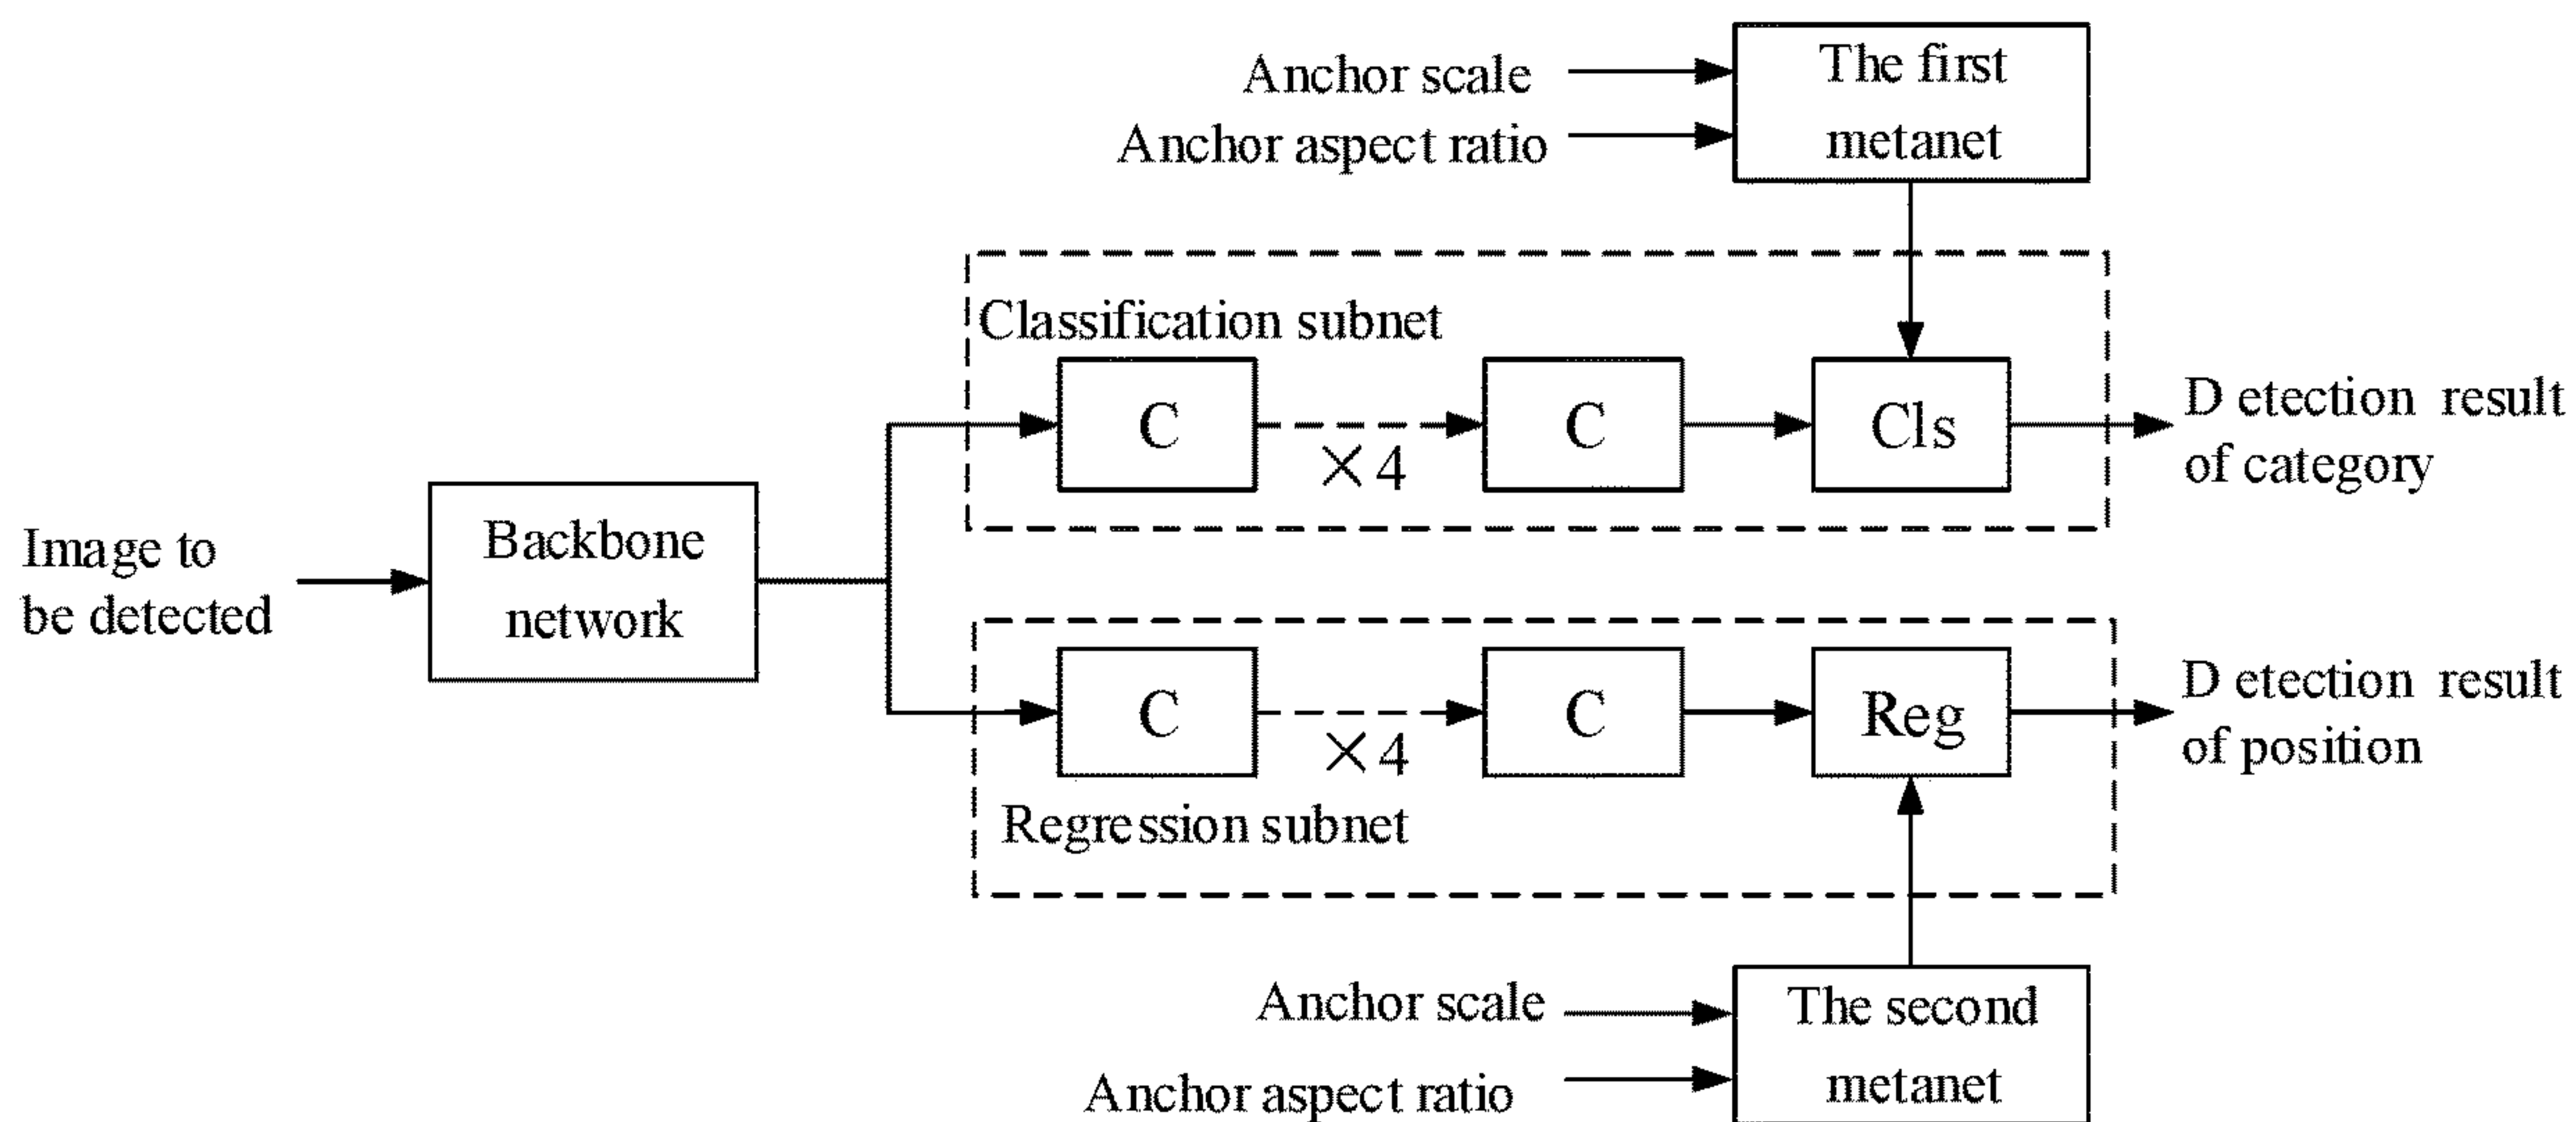 Anchor scale
Anchor aspect ratio
The first
metanet
Classification subnet
C
×4
C
Cls
D etection result
of category
Image to
be detected
Backbone
network
C
×4
C
Reg
D etection result
of position
Regression subnet
Anchor scale
Anchor aspect ratio
The second
metanet